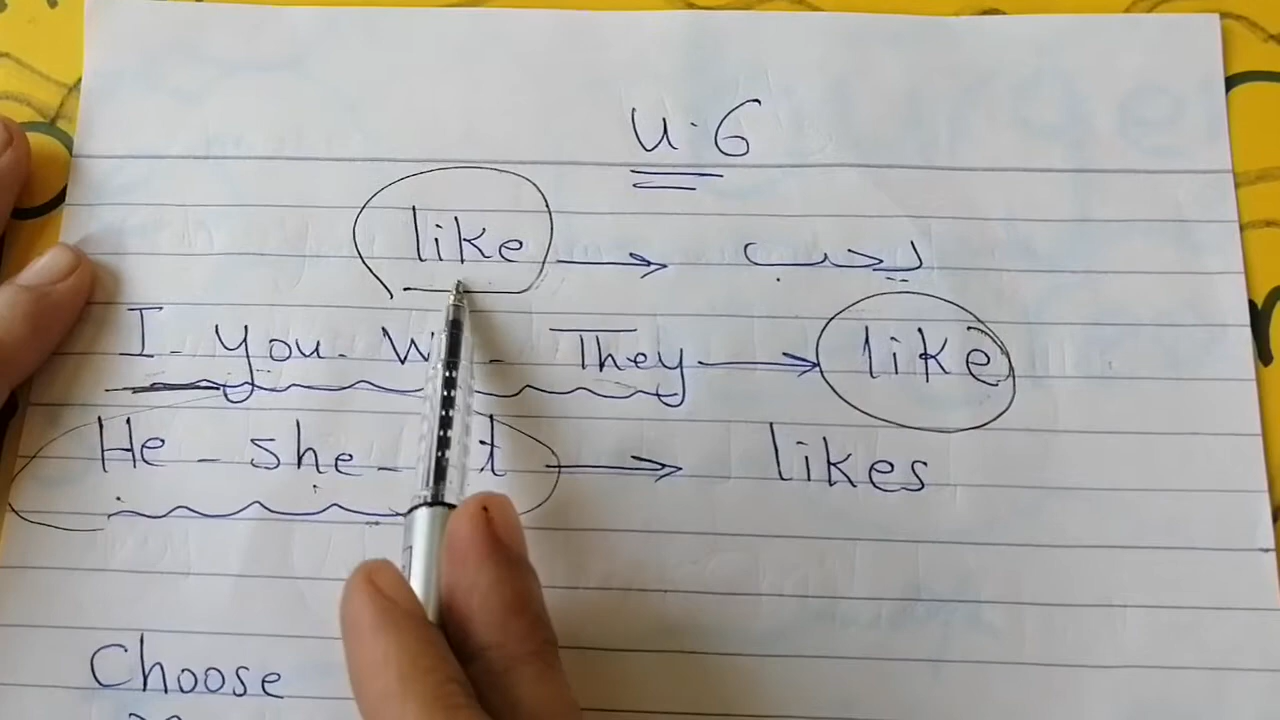 U.6
like → يحب
I - you - W - They → like
He - she - t → likes
Choose